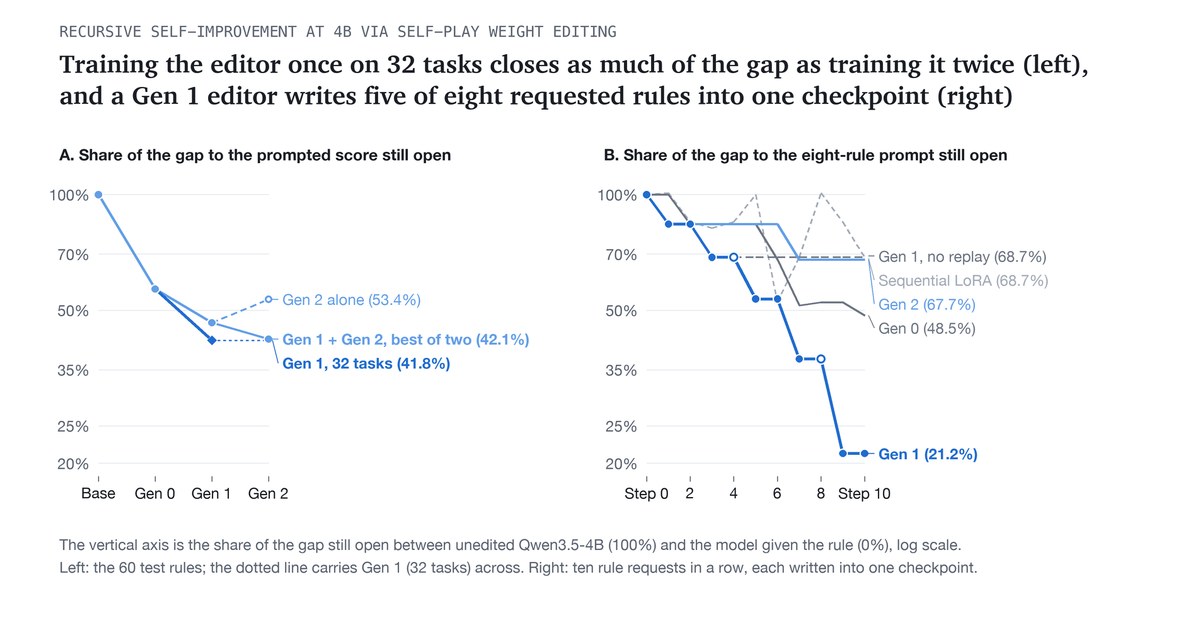 RECURSIVE SELF-IMPROVEMENT AT 4B VIA SELF-PLAY WEIGHT EDITING
Training the editor once on 32 tasks closes as much of the gap as training it twice (left),
and a Gen 1 editor writes five of eight requested rules into one checkpoint (right)
A. Share of the gap to the prompted score still open
100%
70%
50%
35%
25%
20%
Gen 2 alone (53.4%)
Gen 1 + Gen 2, best of two (42.1%)
Gen 1, 32 tasks (41.8%)
Base Gen 0 Gen 1 Gen 2
B. Share of the gap to the eight-rule prompt still open
100%
70%
50%
35%
25%
20%
Gen 1, no replay (68.7%)
Sequential LoRA (68.7%)
Gen 2 (67.7%)
Gen 0 (48.5%)
Gen 1 (21.2%)
Step 0 2 4 6 8 Step 10
The vertical axis is the share of the gap still open between unedited Qwen3.5-4B (100%) and the model given the rule (0%), log scale.
Left: the 60 test rules; the dotted line carries Gen 1 (32 tasks) across. Right: ten rule requests in a row, each written into one checkpoint.